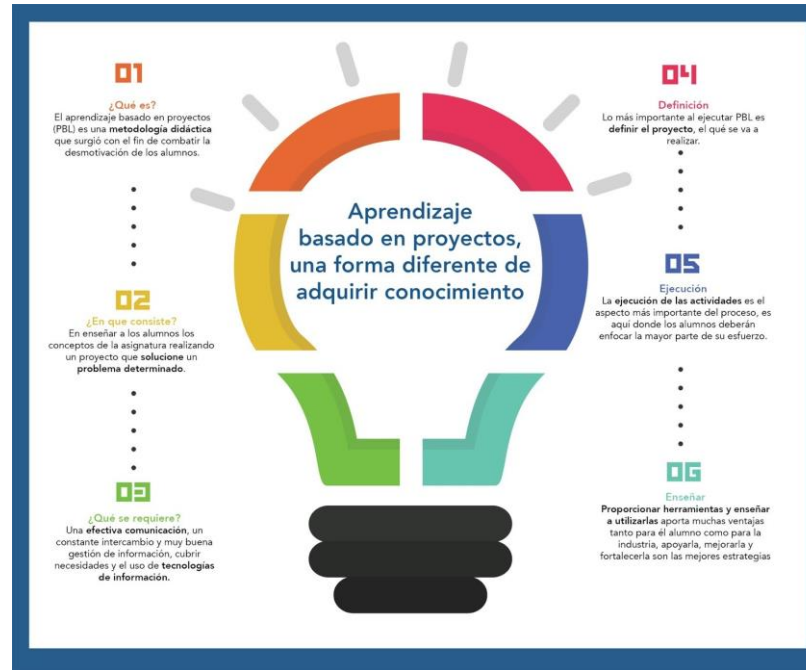 01
¿Qué es?
El aprendizaje basado en proyectos
(PBL) es una metodología didáctica
que surgió con el fin de combatir la
desmotivación de los alumnos.
02
¿En que consiste?
En enseñar a los alumnos los
conceptos de la asignatura realizando
un proyecto que solucione un
problema determinado.
03
¿Qué se requiere?
Una efectiva comunicación, un
constante intercambio y muy buena
gestión de información, cubrir
necesidades y el uso de tecnologías
de información.
Aprendizaje
basado en proyectos,
una forma diferente de
adquirir conocimiento
04
Definición
Lo más importante al ejecutar PBL es
definir el proyecto, el qué se va a
realizar.
05
Ejecución
La ejecución de las actividades es el
aspecto más importante del proceso, es
aquí donde los alumnos deberán
enfocar la mayor parte de su esfuerzo.
06
Enseñar
Proporcionar herramientas y enseñar
a utilizarlas aporta muchas ventajas
tanto para él alumno como para la
industria, apoyarla, mejorarla y
fortalecerla son las mejores estrategias